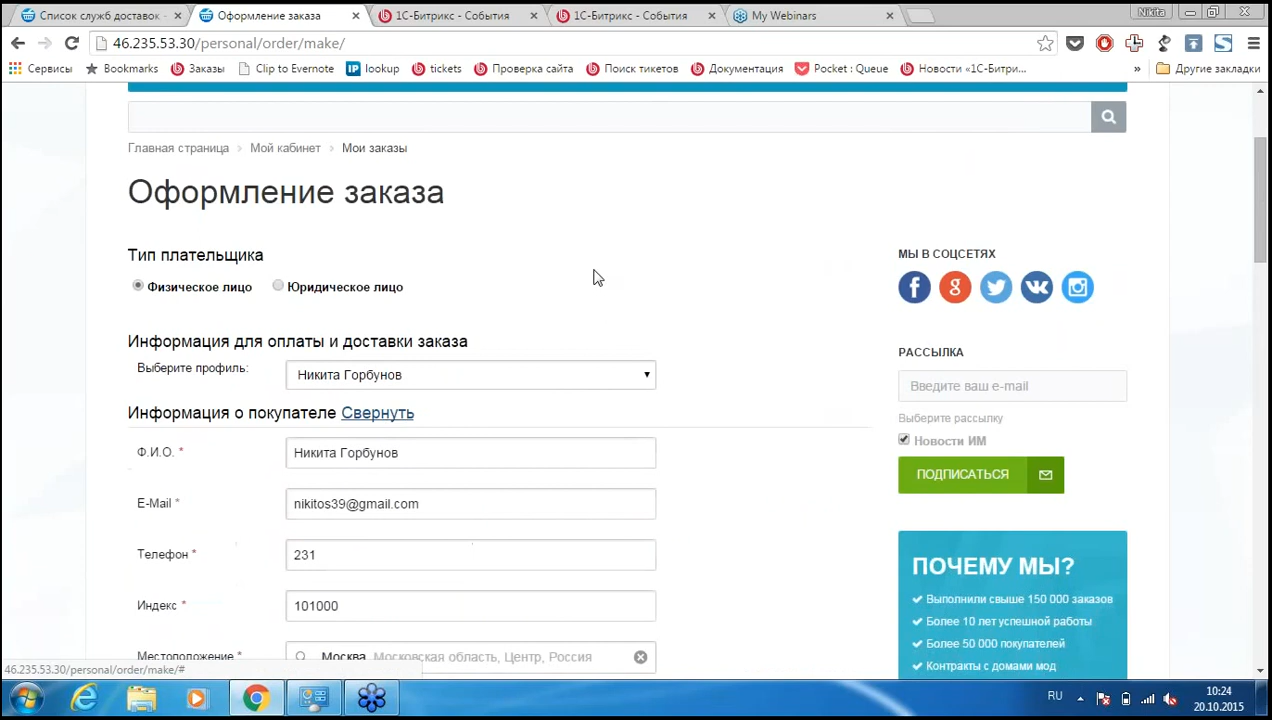 Список служб доставок -
Оформление заказа
1С-Битрикс - События
1С-Битрикс - События
My Webinars
Nikita
46.235.53.30/personal/order/make/
Сервисы
Bookmarks
Заказы
Clip to Evernote
IP lookup
tickets
Проверка сайта
Поиск тикетов
Документация
Pocket : Queue
Новости «1С-Битри...
»
Другие закладки
Главная страница > Мой кабинет > Мои заказы
Оформление заказа
Тип плательщика
Физическое лицо
Юридическое лицо
Информация для оплаты и доставки заказа
Выберите профиль:
Никита Горбунов
Информация о покупателе Свернуть
Ф.И.О. *
Никита Горбунов
E-Mail *
nikitos39@gmail.com
Телефон *
231
Индекс *
101000
Местоположение *
Москва Московская область, Центр, Россия
МЫ В СОЦСЕТЯХ
РАССЫЛКА
Введите ваш e-mail
Выберите рассылку
Новости ИМ
ПОДПИСАТЬСЯ
ПОЧЕМУ МЫ?
Выполнили свыше 150 000 заказов
Более 10 лет успешной работы
Более 50 000 покупателей
Контракты с домами мод
46.235.53.30/personal/order/make/#
RU
10:24
20.10.2015